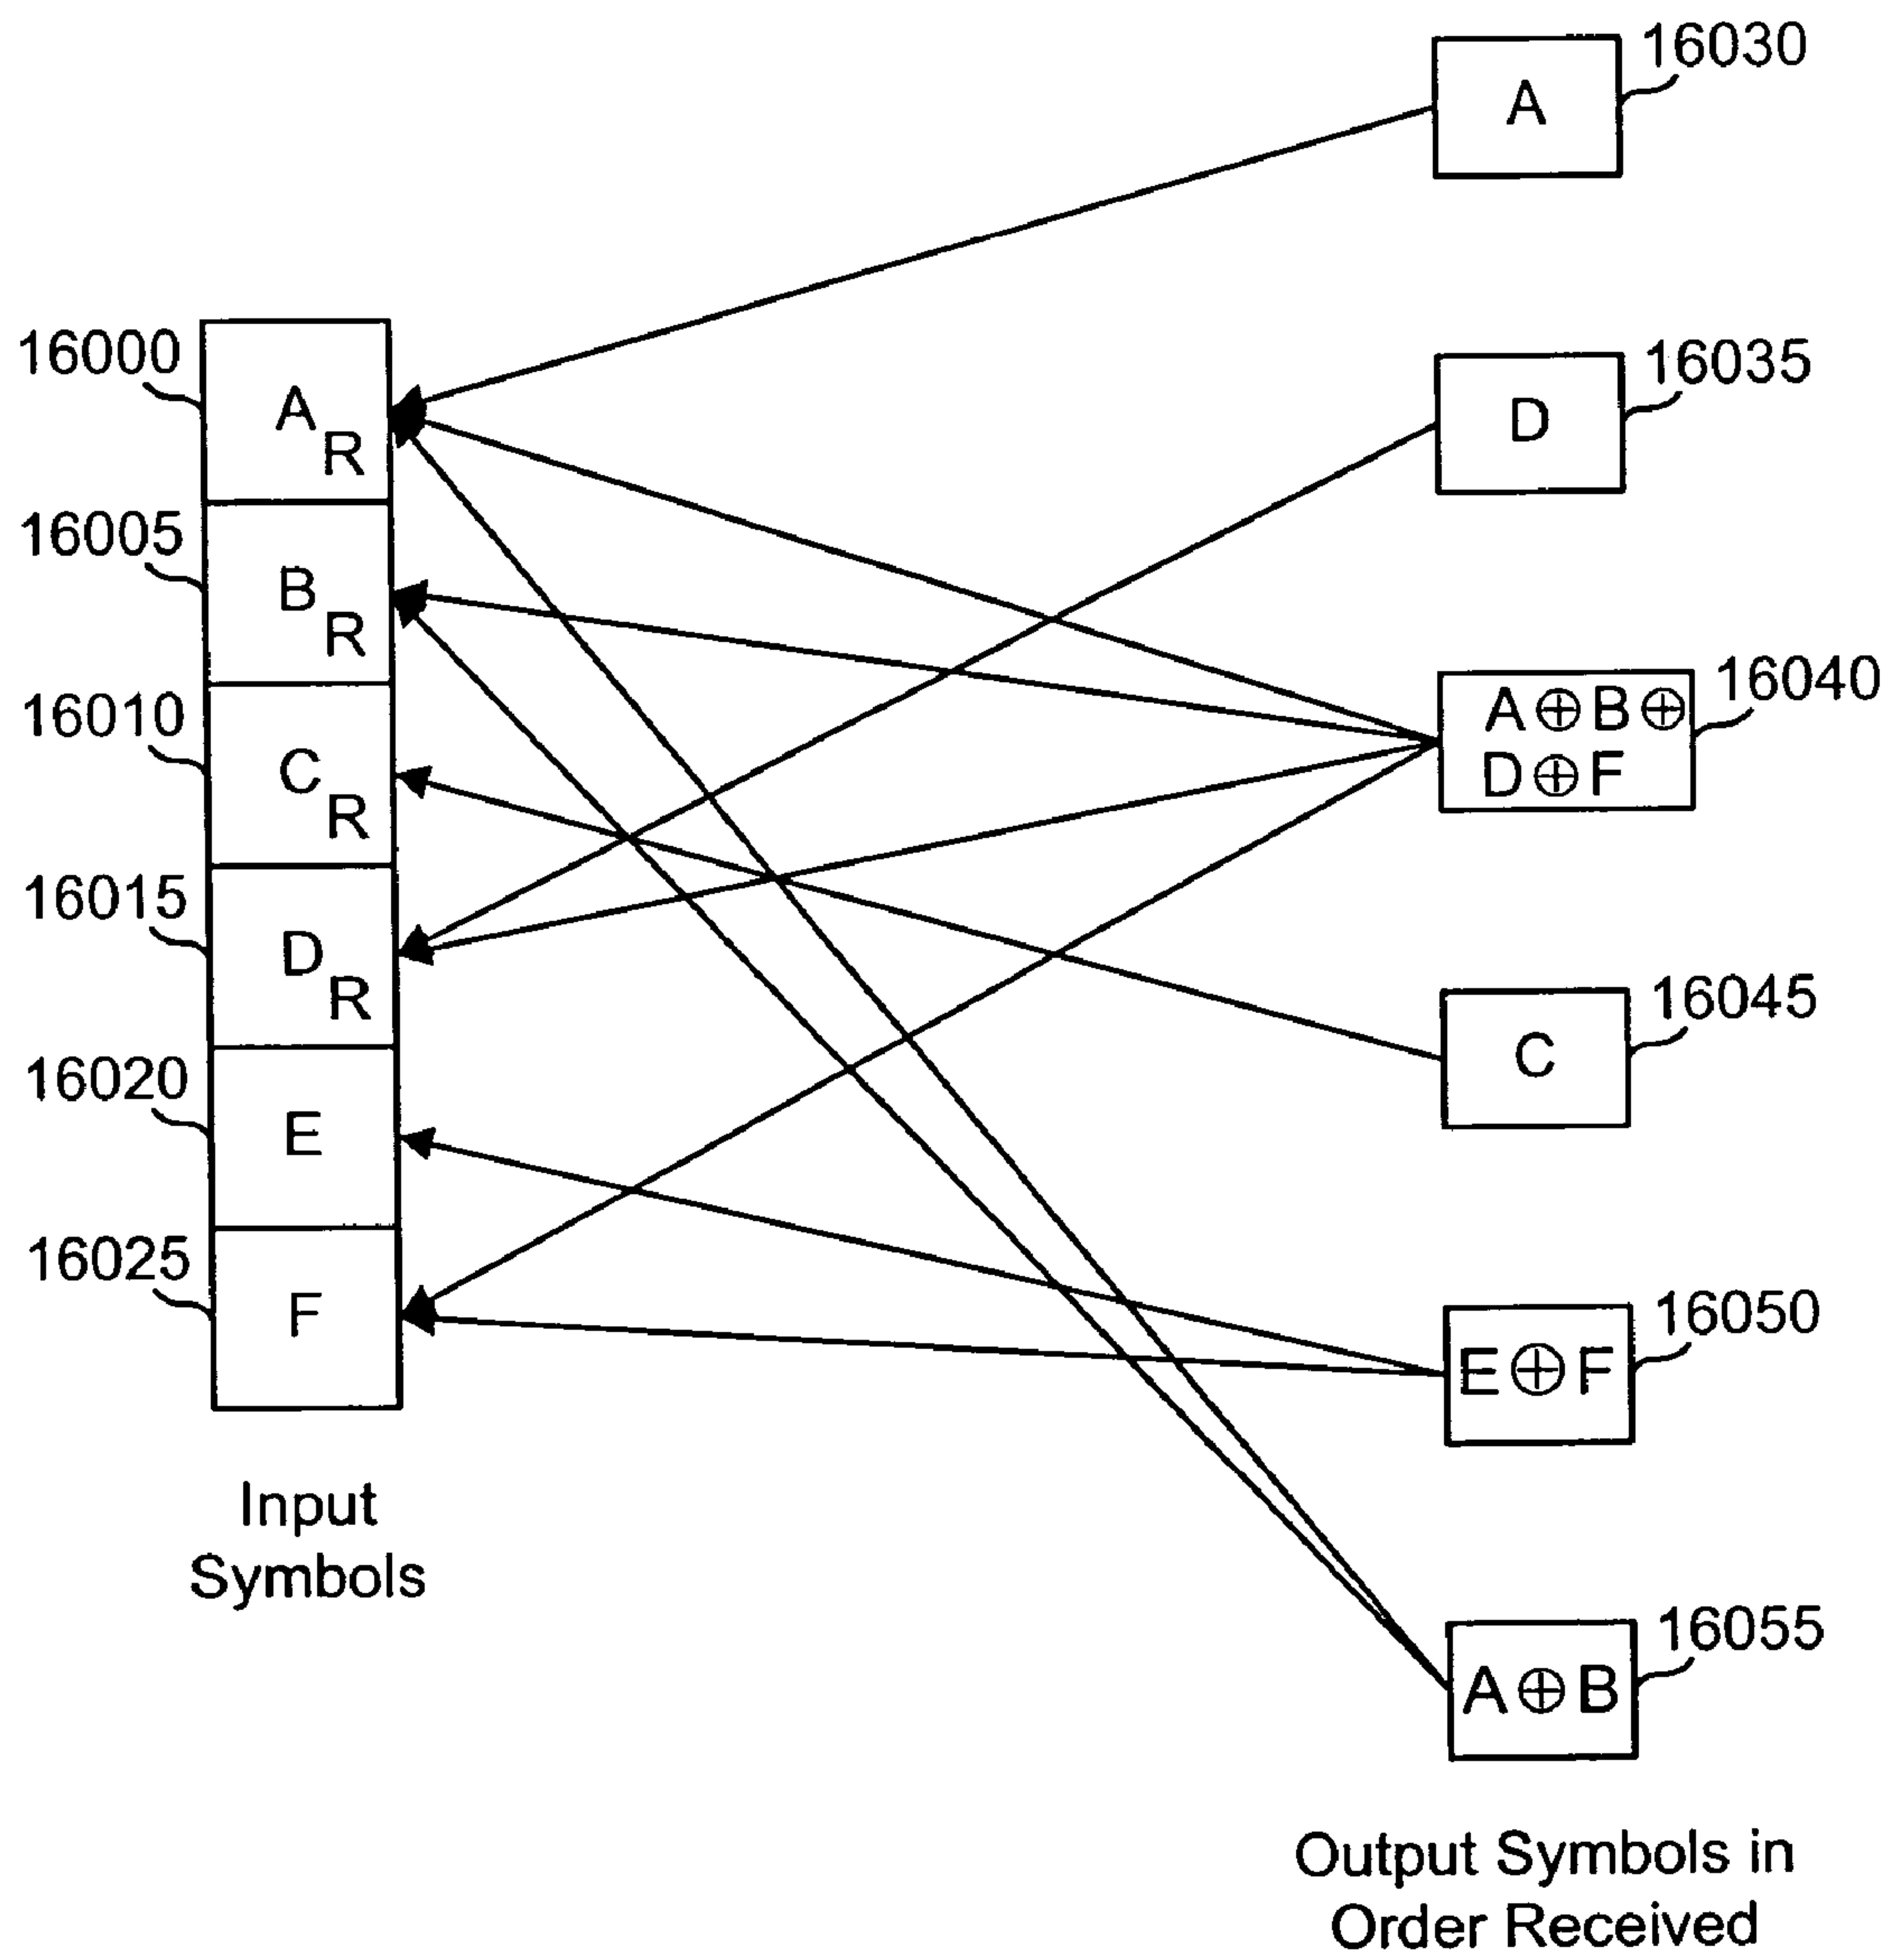 16030
A
16035
D
16000
A
R
16005
B
R
16040
A⊕B⊕
D⊕F
16010
C
R
16015
D
R
16045
C
16020
E
16025
F
16050
E⊕F
Input
Symbols
16055
A⊕B
Output Symbols in
Order Received